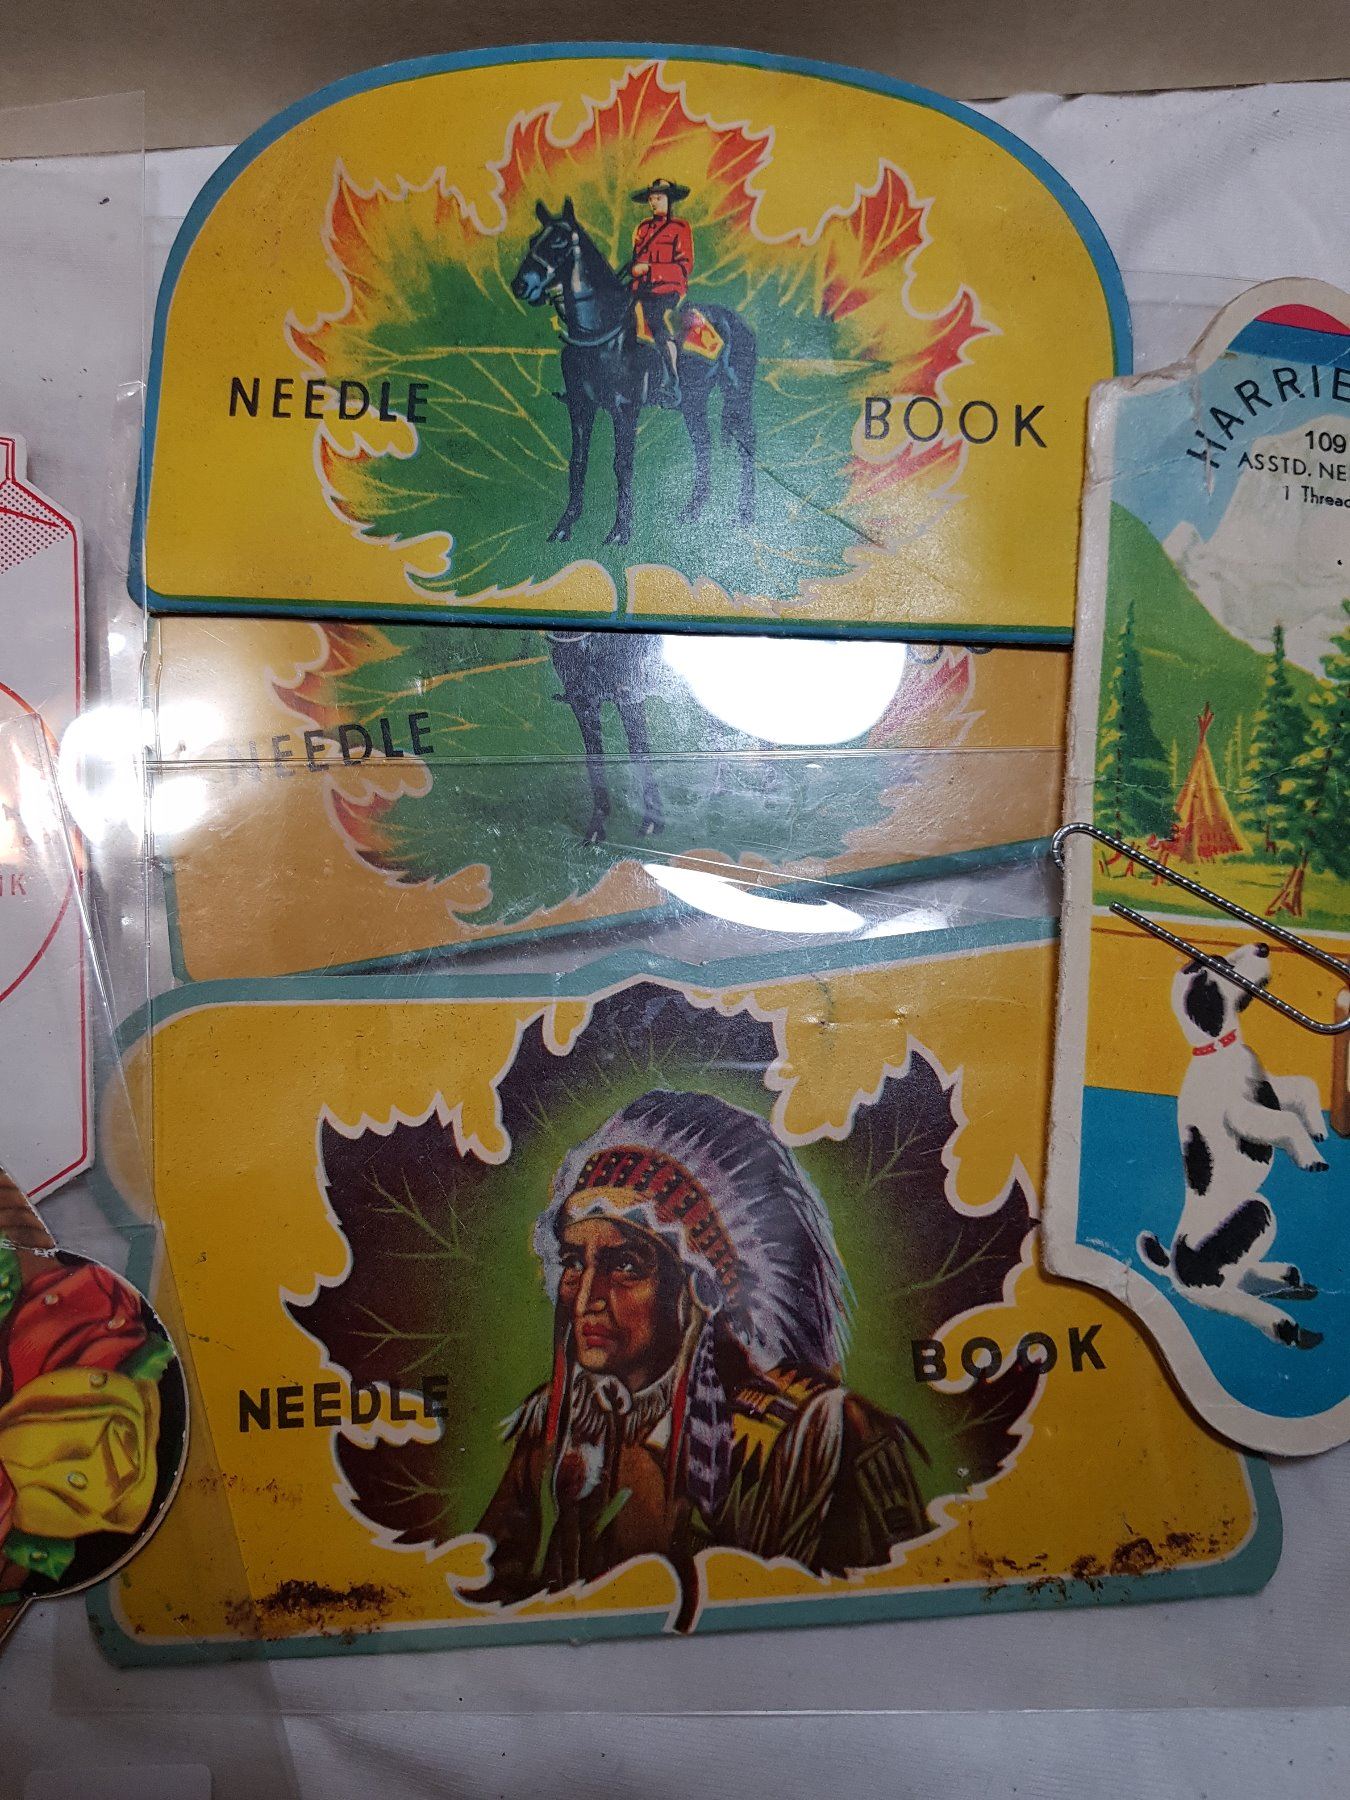 NEEDLE BOOK
HARRIE
109
ASSTD. NE
1 Threa
NEEDLE
NEEDLE BOOK